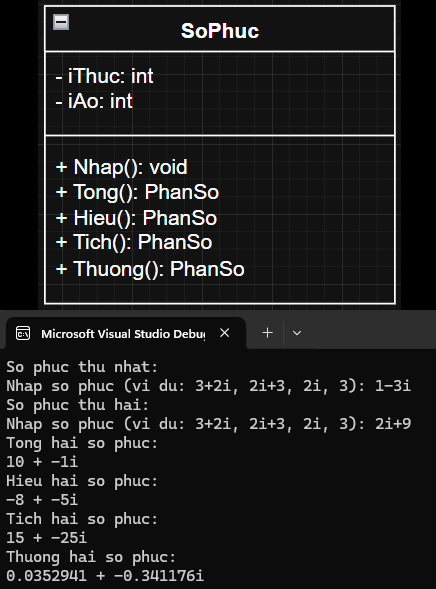 SoPhuc
- iThuc: int
- iAo: int
+ Nhap(): void
+ Tong(): PhanSo
+ Hieu(): PhanSo
+ Tich(): PhanSo
+ Thuong(): PhanSo
Microsoft Visual Studio Debug
So phuc thu nhat:
Nhap so phuc (vi du: 3+2i, 2i+3, 2i, 3): 1-3i
So phuc thu hai:
Nhap so phuc (vi du: 3+2i, 2i+3, 2i, 3): 2i+9
Tong hai so phuc:
10 + -1i
Hieu hai so phuc:
-8 + -5i
Tich hai so phuc:
15 + -25i
Thuong hai so phuc:
0.0352941 + -0.341176i